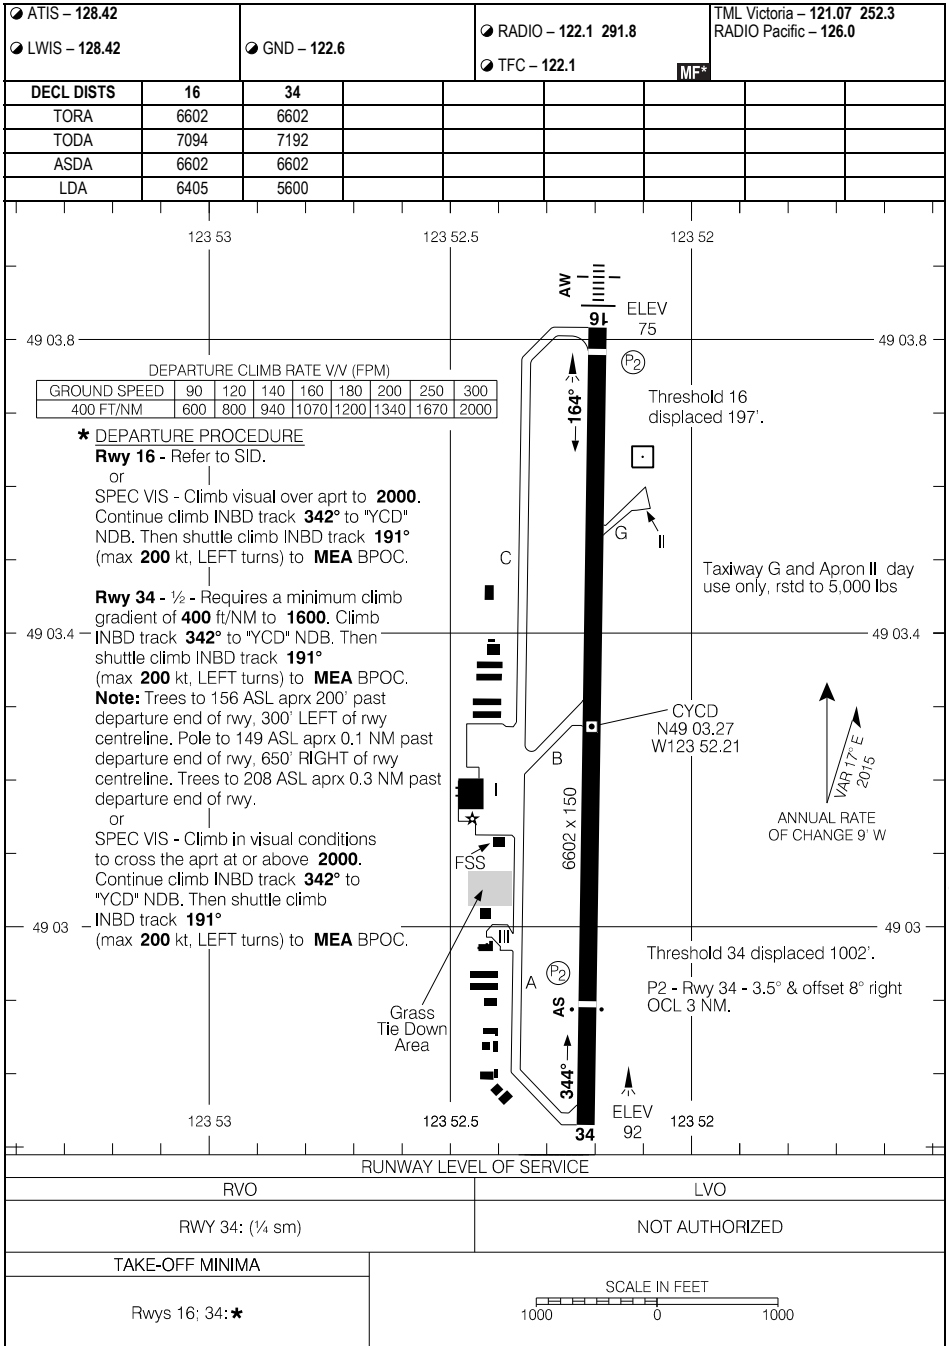 ATIS – 128.42
LWIS – 128.42
GND – 122.6
RADIO – 122.1 291.8
TFC – 122.1
MF*
TML Victoria – 121.07 252.3
RADIO Pacific – 126.0
DECL DISTS 16 34
TORA 6602 6602
TODA 7094 7192
ASDA 6602 6602
LDA 6405 5600
123 53 123 52.5 123 52
AW
ELEV
75
16
49 03.8 49 03.8
P2
164°
DEPARTURE CLIMB RATE V/V (FPM)
GROUND SPEED 90 120 140 160 180 200 250 300
400 FT/NM 600 800 940 1070 1200 1340 1670 2000
Threshold 16
displaced 197'.
* DEPARTURE PROCEDURE
Rwy 16 - Refer to SID.
or
SPEC VIS - Climb visual over aprt to 2000.
Continue climb INBD track 342° to "YCD"
NDB. Then shuttle climb INBD track 191°
(max 200 kt, LEFT turns) to MEA BPOC.
Rwy 34 - ½ - Requires a minimum climb
gradient of 400 ft/NM to 1600. Climb
INBD track 342° to "YCD" NDB. Then
shuttle climb INBD track 191°
(max 200 kt, LEFT turns) to MEA BPOC.
Note: Trees to 156 ASL aprx 200' past
departure end of rwy, 300' LEFT of rwy
centreline. Pole to 149 ASL aprx 0.1 NM past
departure end of rwy, 650' RIGHT of rwy
centreline. Trees to 208 ASL aprx 0.3 NM past
departure end of rwy.
or
SPEC VIS - Climb in visual conditions
to cross the aprt at or above 2000.
Continue climb INBD track 342° to
"YCD" NDB. Then shuttle climb
INBD track 191°
(max 200 kt, LEFT turns) to MEA BPOC.
G
II
C
Taxiway G and Apron II day
use only, rstd to 5,000 lbs
49 03.4 49 03.4
CYCD
N49 03.27
W123 52.21
B
I
6602 x 150
VAR 17° E
2015
ANNUAL RATE
OF CHANGE 9' W
FSS
49 03 49 03
III
A
P2
AS
Threshold 34 displaced 1002'.
P2 - Rwy 34 - 3.5° & offset 8° right
OCL 3 NM.
Grass
Tie Down
Area
344°
ELEV
92
34
123 53 123 52.5 123 52
RUNWAY LEVEL OF SERVICE
RVO LVO
RWY 34: (¼ sm) NOT AUTHORIZED
TAKE-OFF MINIMA
Rwys 16; 34:*
SCALE IN FEET
1000 0 1000